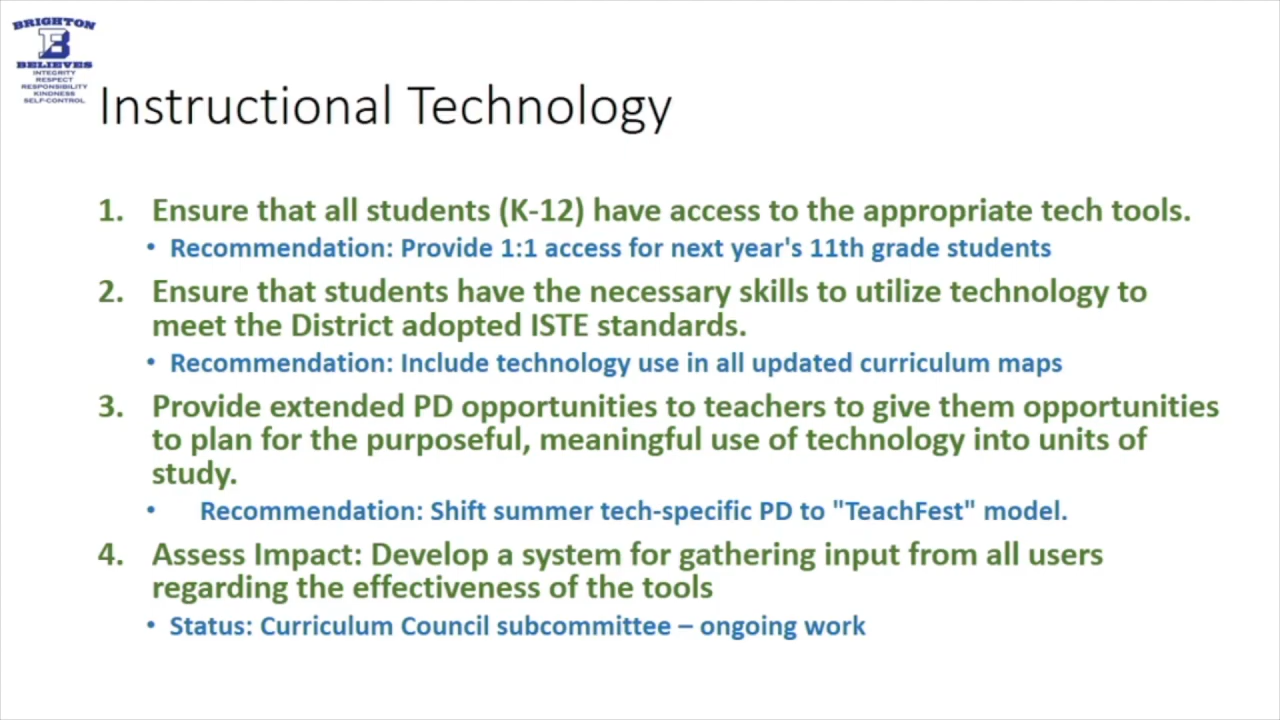 BRIGHTON
B
BELIEVES
INTEGRITY
RESPECT
RESPONSIBILITY
KINDNESS
SELF-CONTROL
Instructional Technology
1. Ensure that all students (K-12) have access to the appropriate tech tools.
• Recommendation: Provide 1:1 access for next year's 11th grade students
2. Ensure that students have the necessary skills to utilize technology to
meet the District adopted ISTE standards.
• Recommendation: Include technology use in all updated curriculum maps
3. Provide extended PD opportunities to teachers to give them opportunities
to plan for the purposeful, meaningful use of technology into units of
study.
• Recommendation: Shift summer tech-specific PD to "TeachFest" model.
4. Assess Impact: Develop a system for gathering input from all users
regarding the effectiveness of the tools
• Status: Curriculum Council subcommittee – ongoing work